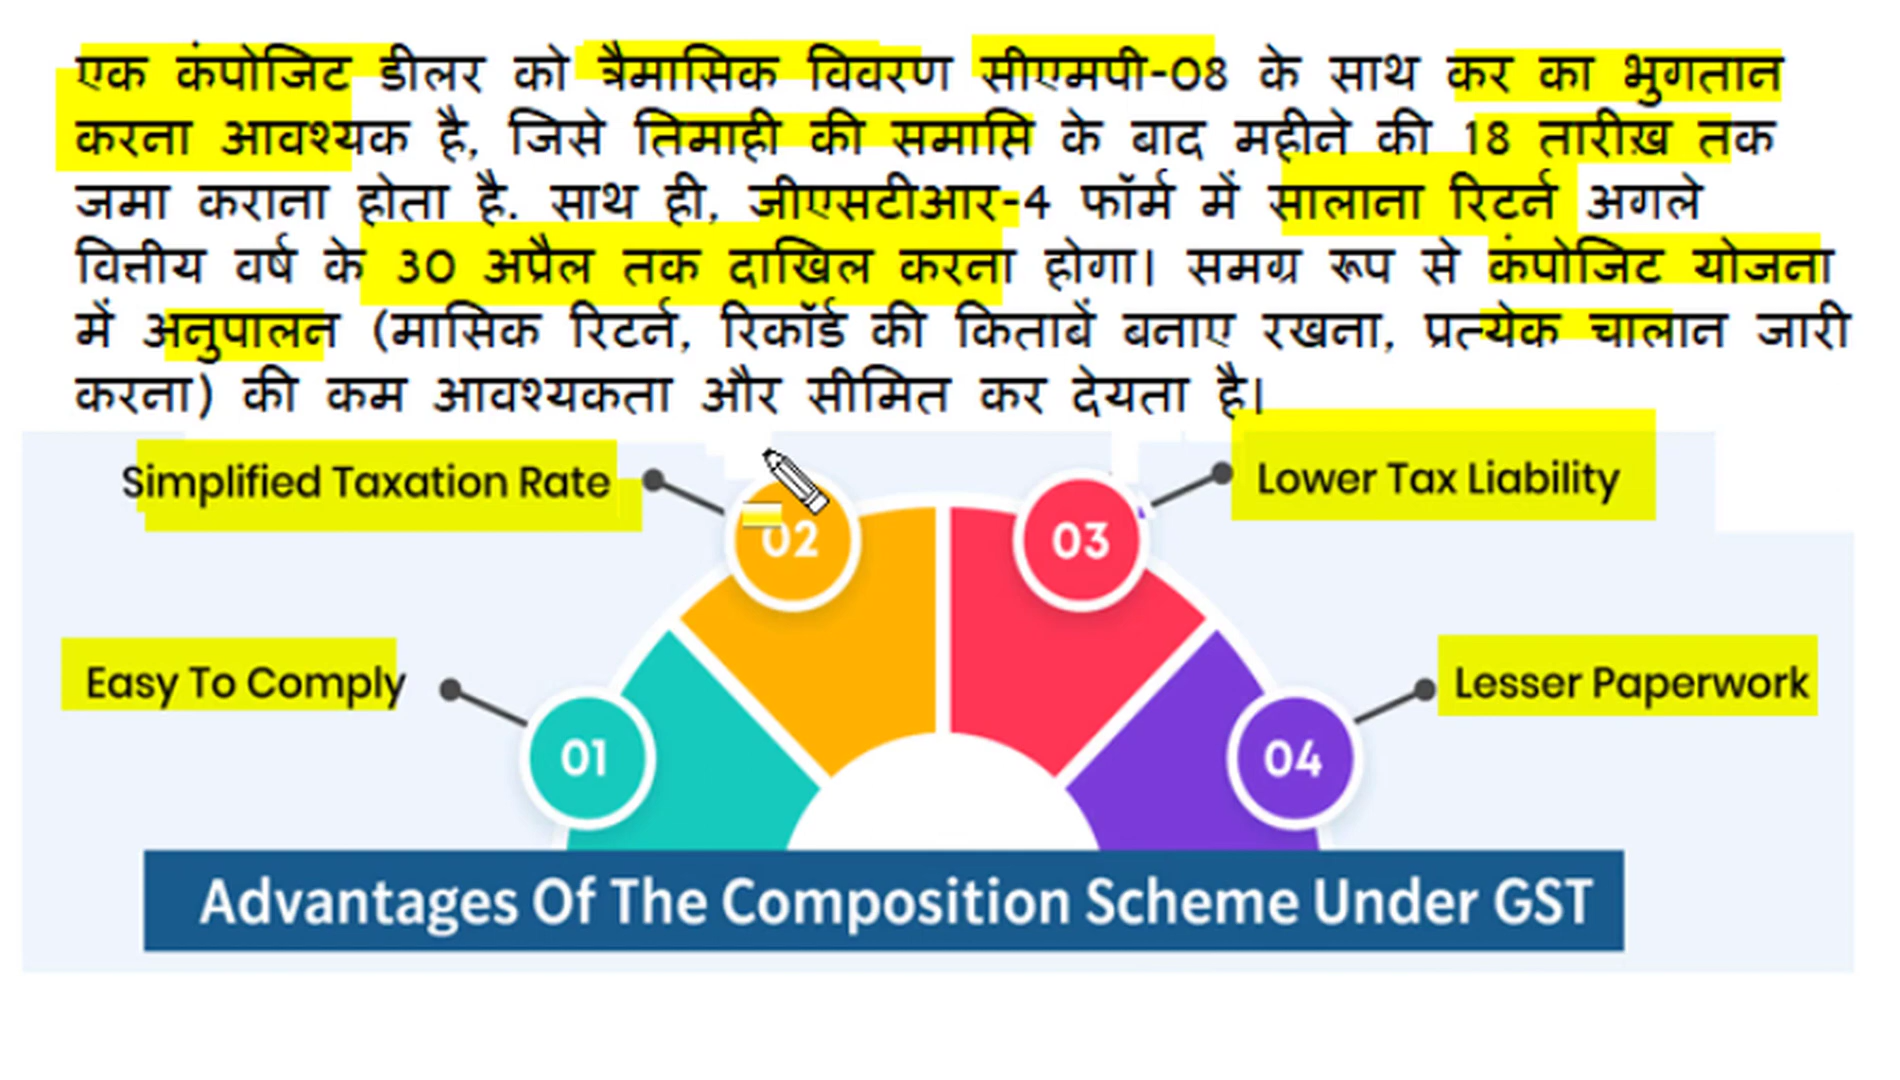 एक कंपोजिट डीलर को त्रैमासिक विवरण सीएमपी-08 के साथ कर का भुगतान
करना आवश्यक है, जिसे तिमाही की समाप्ति के बाद महीने की 18 तारीख़ तक
जमा कराना होता है. साथ ही, जीएसटीआर-4 फॉर्म में सालाना रिटर्न अगले
वित्तीय वर्ष के 30 अप्रैल तक दाखिल करना होगा। समग्र रूप से कंपोजिट योजना
में अनुपालन (मासिक रिटर्न, रिकॉर्ड की किताबें बनाए रखना, प्रत्येक चालान जारी
करना) की कम आवश्यकता और सीमित कर देयता है।
Simplified Taxation Rate
02
03
Lower Tax Liability
Easy To Comply
01
04
Lesser Paperwork
Advantages Of The Composition Scheme Under GST